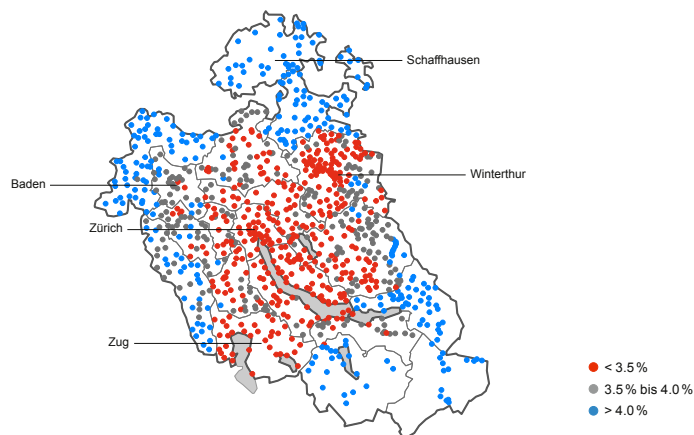 Schaffhausen
Baden
Winterthur
Zürich
Zug
< 3.5 %
3.5 % bis 4.0 %
> 4.0 %